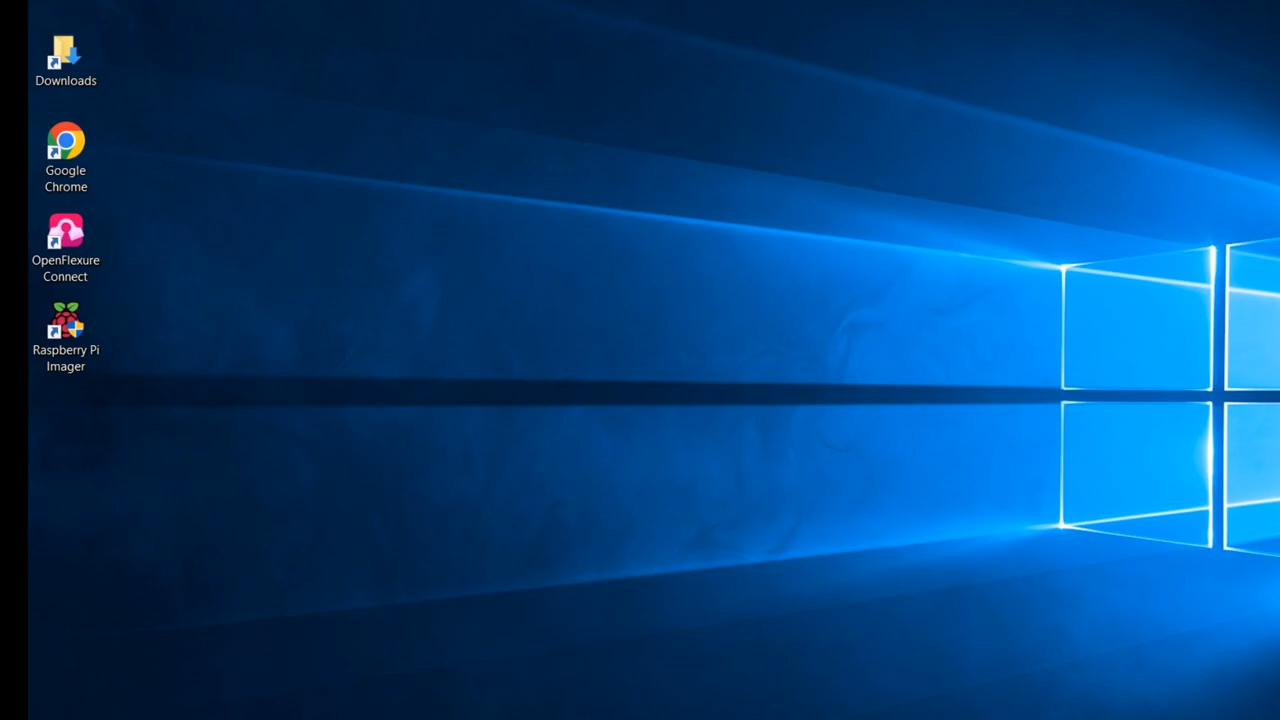 Downloads
Google
Chrome
OpenFlexure
Connect
Raspberry Pi
Imager